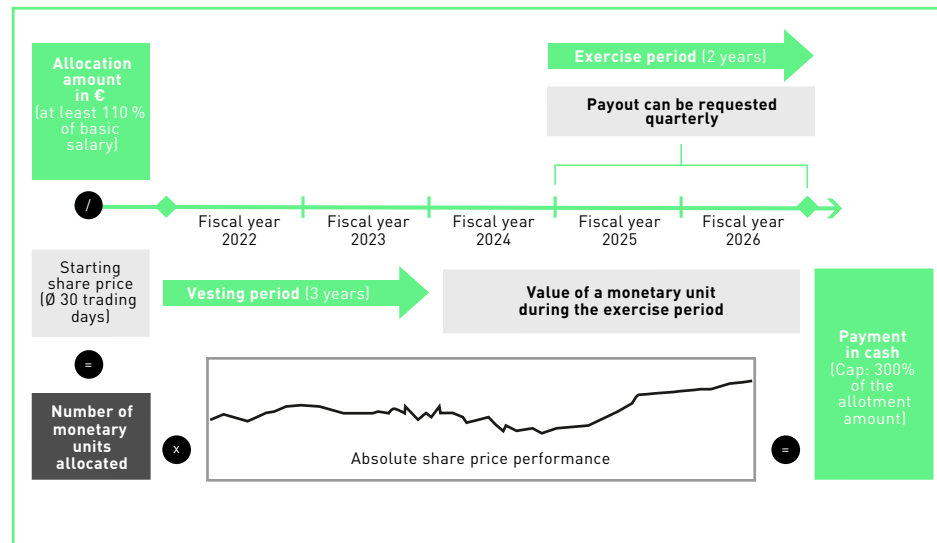 Allocation
amount
in €
(at least 110 %
of basic
salary)
Exercise period (2 years)
Payout can be requested
quarterly
/
Fiscal year
2022
Fiscal year
2023
Fiscal year
2024
Fiscal year
2025
Fiscal year
2026
Starting
share price
(Ø 30 trading
days)
Vesting period (3 years)
Value of a monetary unit
during the exercise period
=
Number of
monetary
units
allocated
x
Absolute share price performance
=
Payment
in cash
(Cap: 300%
of the
allotment
amount)